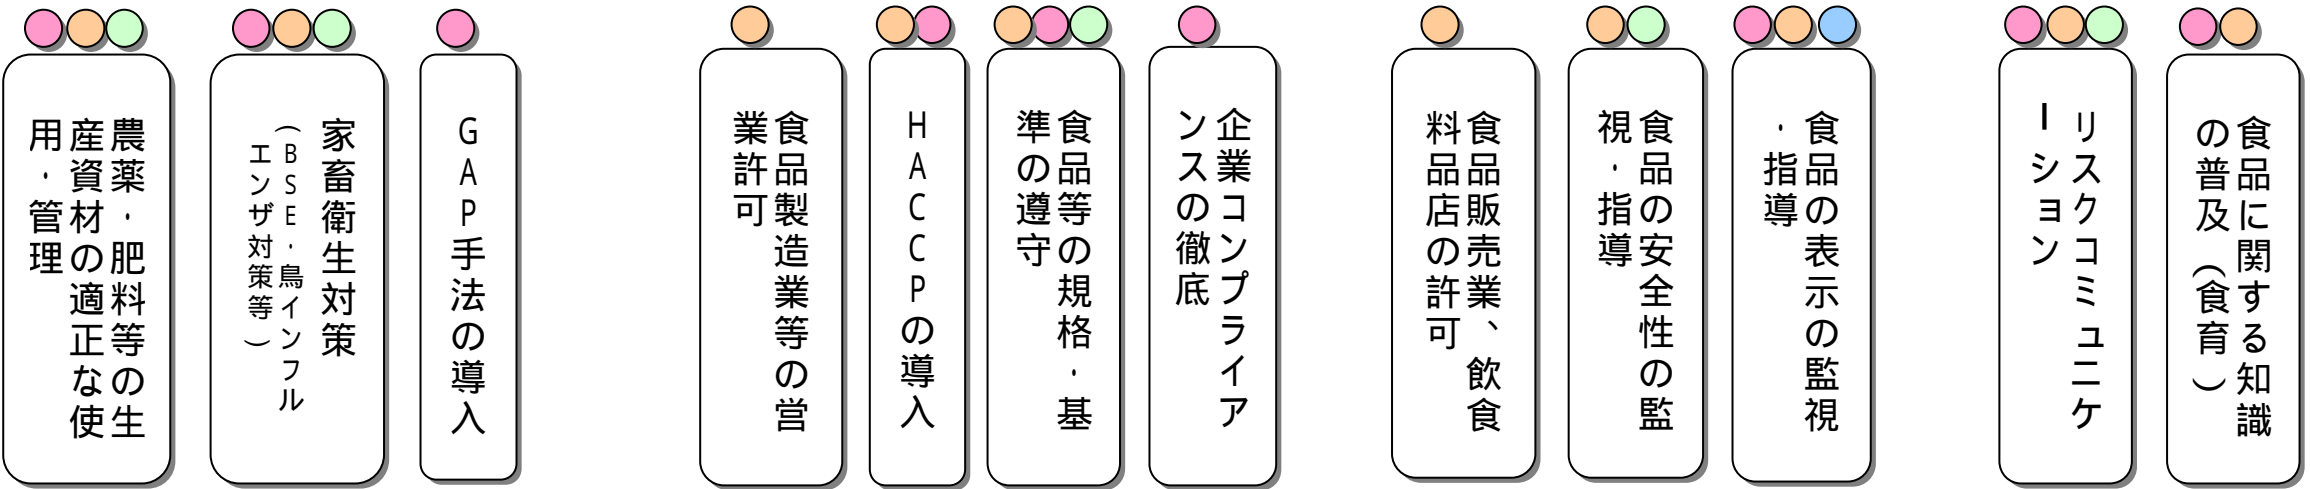 農薬・肥料等の生
産資材の適正な使
用・管理
家畜衛生対策
（BSE・鳥インフル
エンザ対策等）
GAP手法の導入
食品製造業等の営
業許可
HACCPの導入
食品等の規格・基
準の遵守
企業コンプライア
ンスの徹底
食品販売業、飲食
料品店の許可
食品の安全性の監
視・指導
食品の表示の監視
・指導
リスクコミュニケ
ーション
食品に関する知識
の普及（食育）